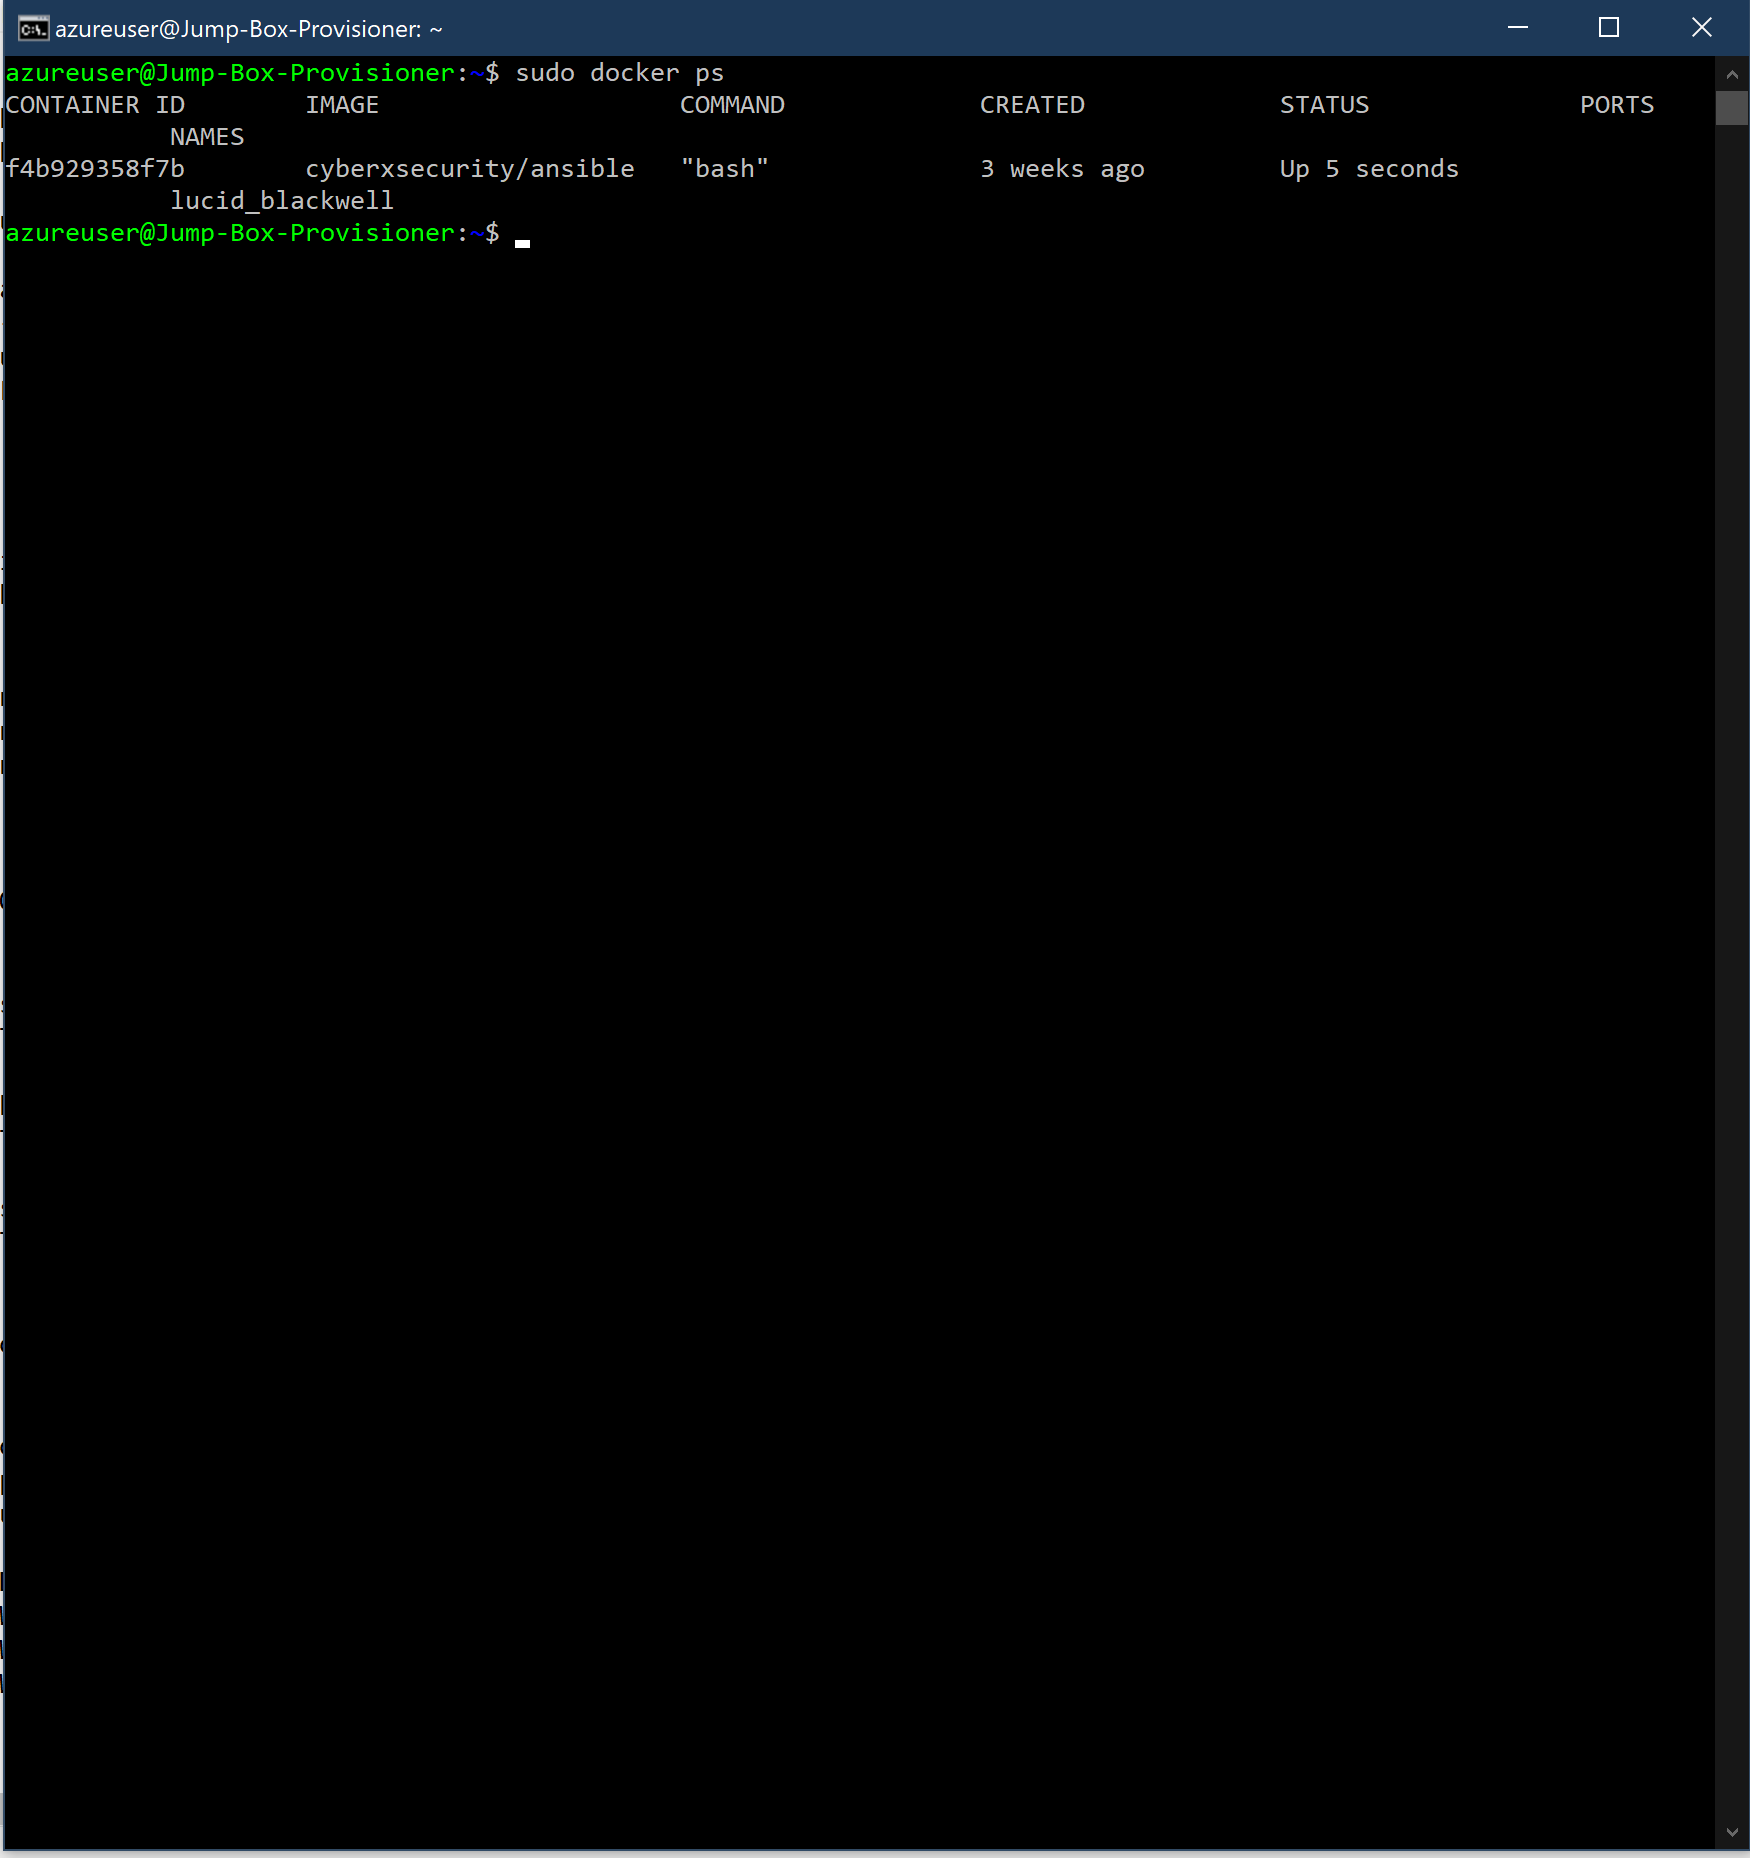 azureuser@Jump-Box-Provisioner: ~
azureuser@Jump-Box-Provisioner:~$ sudo docker ps
CONTAINER ID        IMAGE                    COMMAND             CREATED             STATUS              PORTS
           NAMES
f4b929358f7b        cyberxsecurity/ansible   "bash"              3 weeks ago         Up 5 seconds
           lucid_blackwell
azureuser@Jump-Box-Provisioner:~$